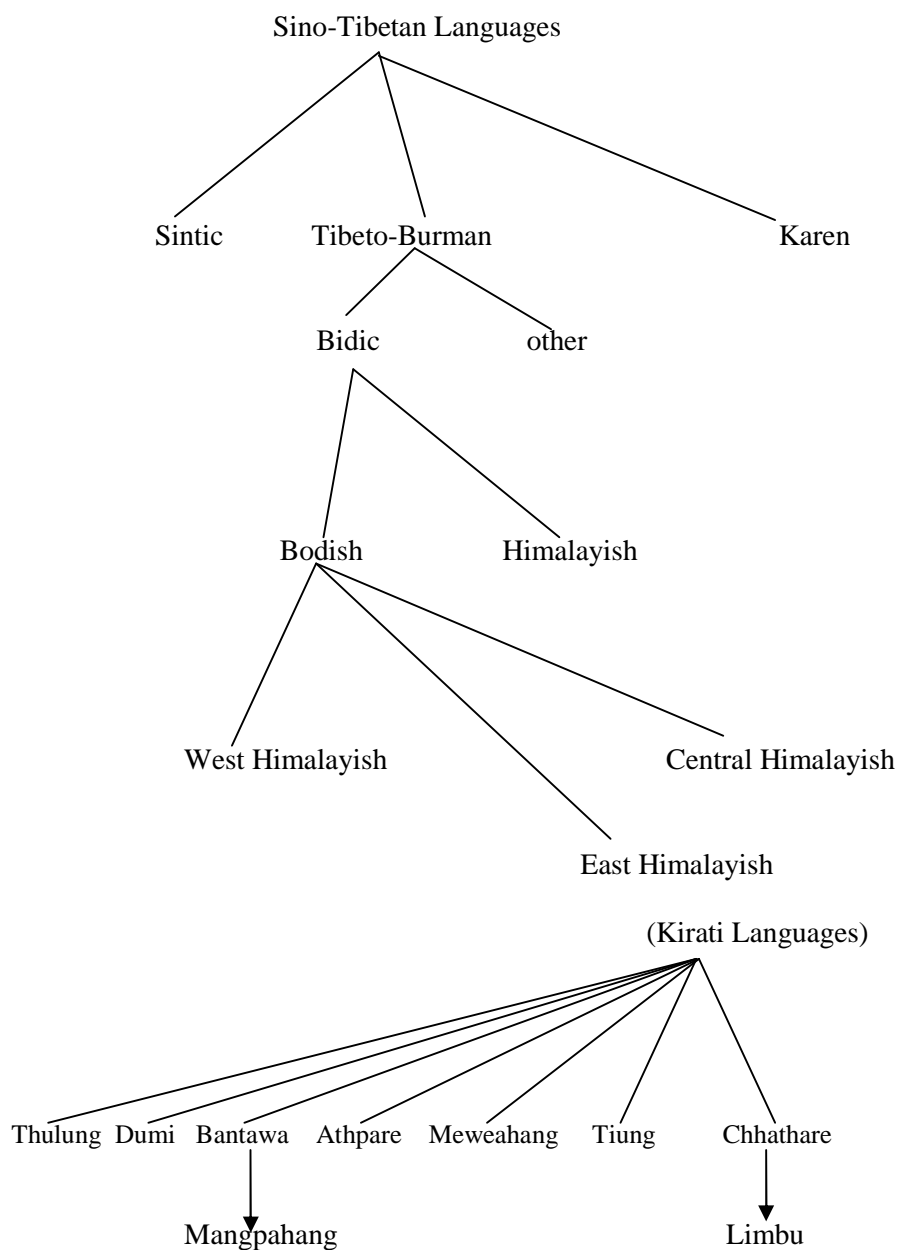 Sino-Tibetan Languages
Sintic Tibeto-Burman Karen
Bidic other
Bodish Himalayish
West Himalayish Central Himalayish
East Himalayish
(Kirati Languages)
Thulung Dumi Bantawa Athpare Meweahang Tiung Chhathare
Mangpahang Limbu